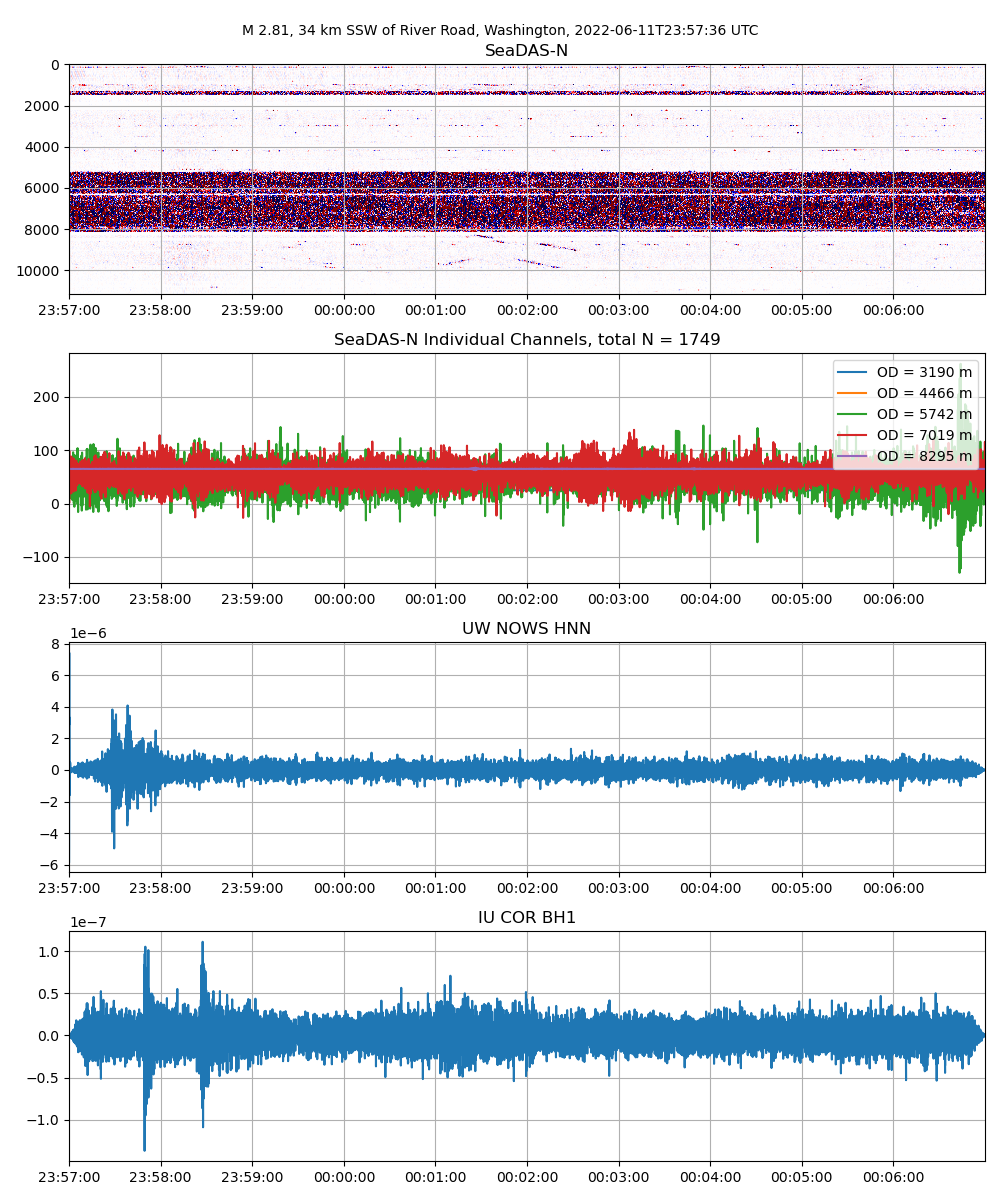 M 2.81, 34 km SSW of River Road, Washington, 2022-06-11T23:57:36 UTC
SeaDAS-N
0
2000
4000
6000
8000
10000
23:57:00 23:58:00 23:59:00 00:00:00 00:01:00 00:02:00 00:03:00 00:04:00 00:05:00 00:06:00
SeaDAS-N Individual Channels, total N = 1749
OD = 3190 m
OD = 4466 m
OD = 5742 m
OD = 7019 m
OD = 8295 m
200
100
0
−100
23:57:00 23:58:00 23:59:00 00:00:00 00:01:00 00:02:00 00:03:00 00:04:00 00:05:00 00:06:00
UW NOWS HNN
1e−6
8
6
4
2
0
−2
−4
−6
23:57:00 23:58:00 23:59:00 00:00:00 00:01:00 00:02:00 00:03:00 00:04:00 00:05:00 00:06:00
IU COR BH1
1e−7
1.0
0.5
0.0
−0.5
−1.0
23:57:00 23:58:00 23:59:00 00:00:00 00:01:00 00:02:00 00:03:00 00:04:00 00:05:00 00:06:00